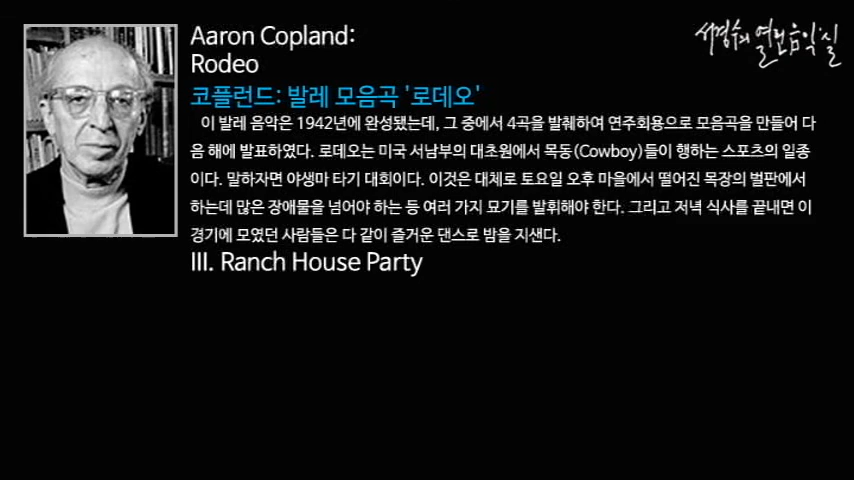 Aaron Copland:
Rodeo
코플런드: 발레 모음곡 '로데오'
이 발레 음악은 1942년에 완성됐는데, 그 중에서 4곡을 발췌하여 연주회용으로 모음곡을 만들어 다
음 해에 발표하였다. 로데오는 미국 서남부의 대초원에서 목동(Cowboy)들이 행하는 스포츠의 일종
이다. 말하자면 야생마 타기 대회이다. 이것은 대체로 토요일 오후 마을에서 떨어진 목장의 벌판에서
하는데 많은 장애물을 넘어야 하는 등 여러 가지 묘기를 발휘해야 한다. 그리고 저녁 식사를 끝내면 이
경기에 모였던 사람들은 다 같이 즐거운 댄스로 밤을 지샌다.
III. Ranch House Party
서경수의 열린음악실